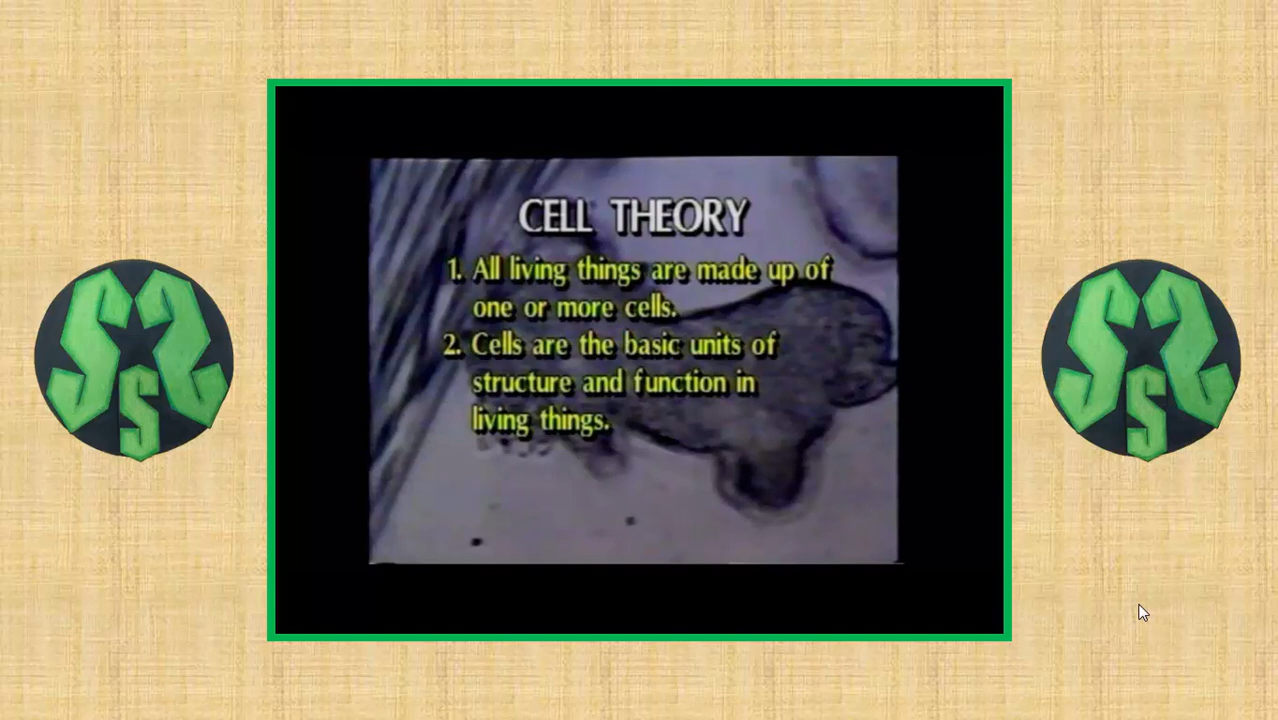 CELL THEORY
1. All living things are made up of
one or more cells.
2. Cells are the basic units of
structure and function in
living things.
S S
S
S S
S